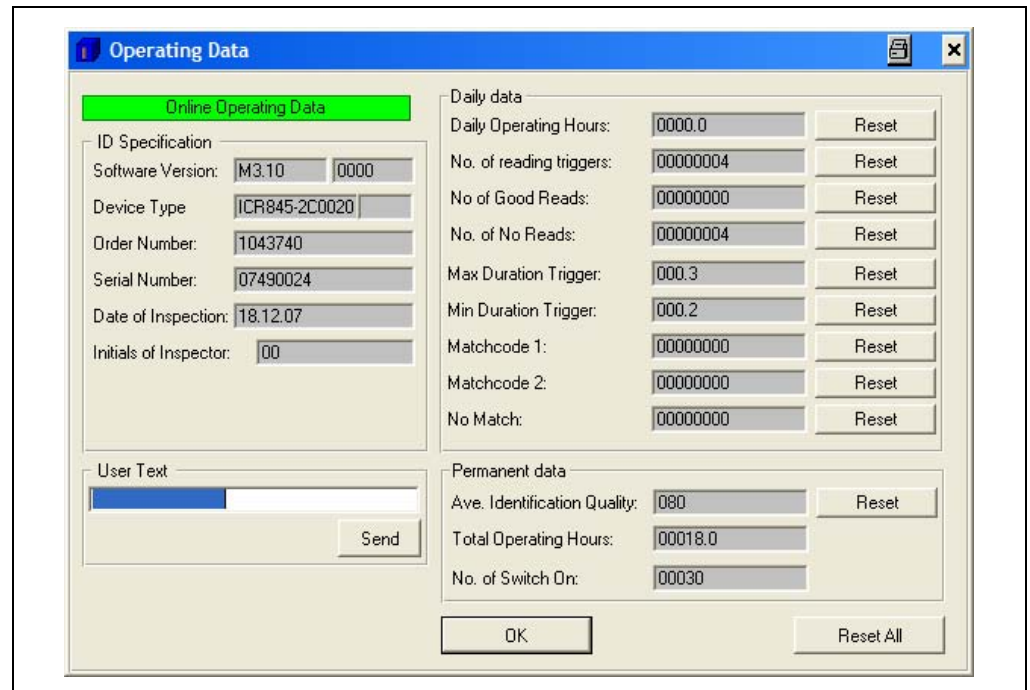 Operating Data
Online Operating Data
ID Specification
Software Version: M3.10 0000
Device Type ICR845-2C0020
Order Number: 1043740
Serial Number: 07490024
Date of Inspection: 18.12.07
Initials of Inspector: 00
User Text
Send
Daily data
Daily Operating Hours: 0000.0 Reset
No. of reading triggers: 00000004 Reset
No of Good Reads: 00000000 Reset
No. of No Reads: 00000004 Reset
Max Duration Trigger: 000.3 Reset
Min Duration Trigger: 000.2 Reset
Matchcode 1: 00000000 Reset
Matchcode 2: 00000000 Reset
No Match: 00000000 Reset
Permanent data
Ave. Identification Quality: 080 Reset
Total Operating Hours: 00018.0
No. of Switch On: 00030
OK Reset All